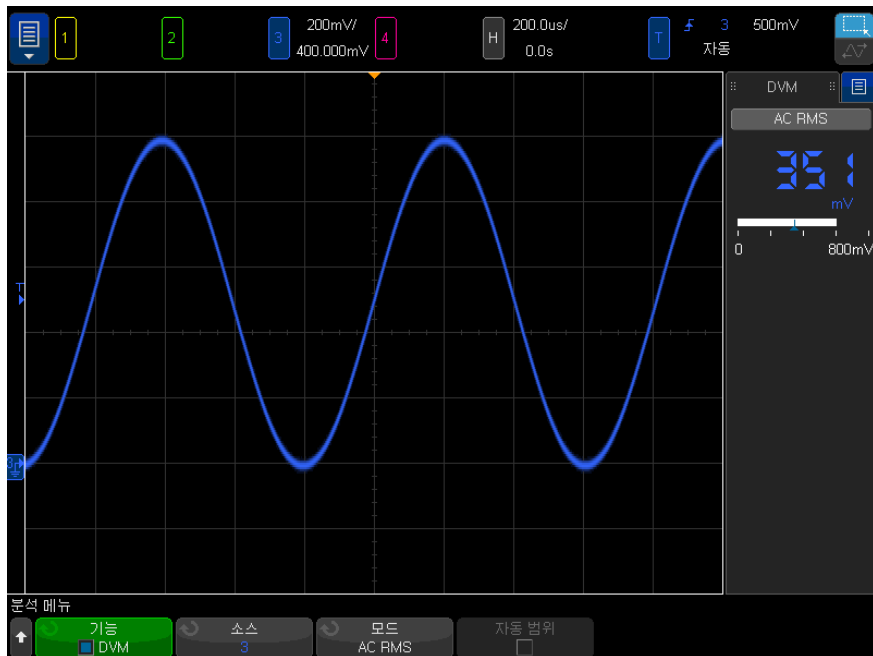 1
2
3
200mV/
400.000mV
4
H
200.0us/
0.0s
T
3
500mV
자동
DVM
AC RMS
351
mV
0
800mV
T
3
분석 메뉴
기능
DVM
소스
3
모드
AC RMS
자동 범위